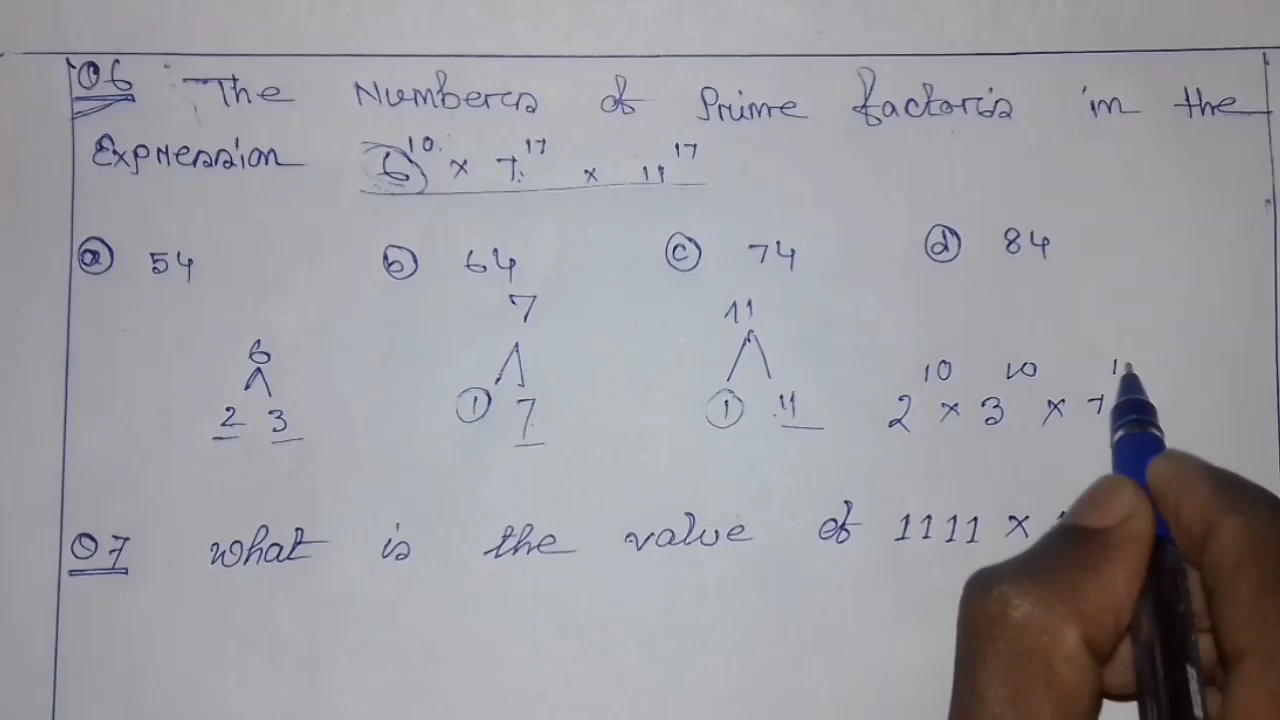 Q6 The Numbers of Prime factors in the
Expression 6^10 × 7^17 × 11^17
(a) 54 (b) 64 (c) 74 (d) 84
6 7 11
2 3 1 7 1 11 2^10 × 3^10 × 7
Q7 what is the value of 1111 ×